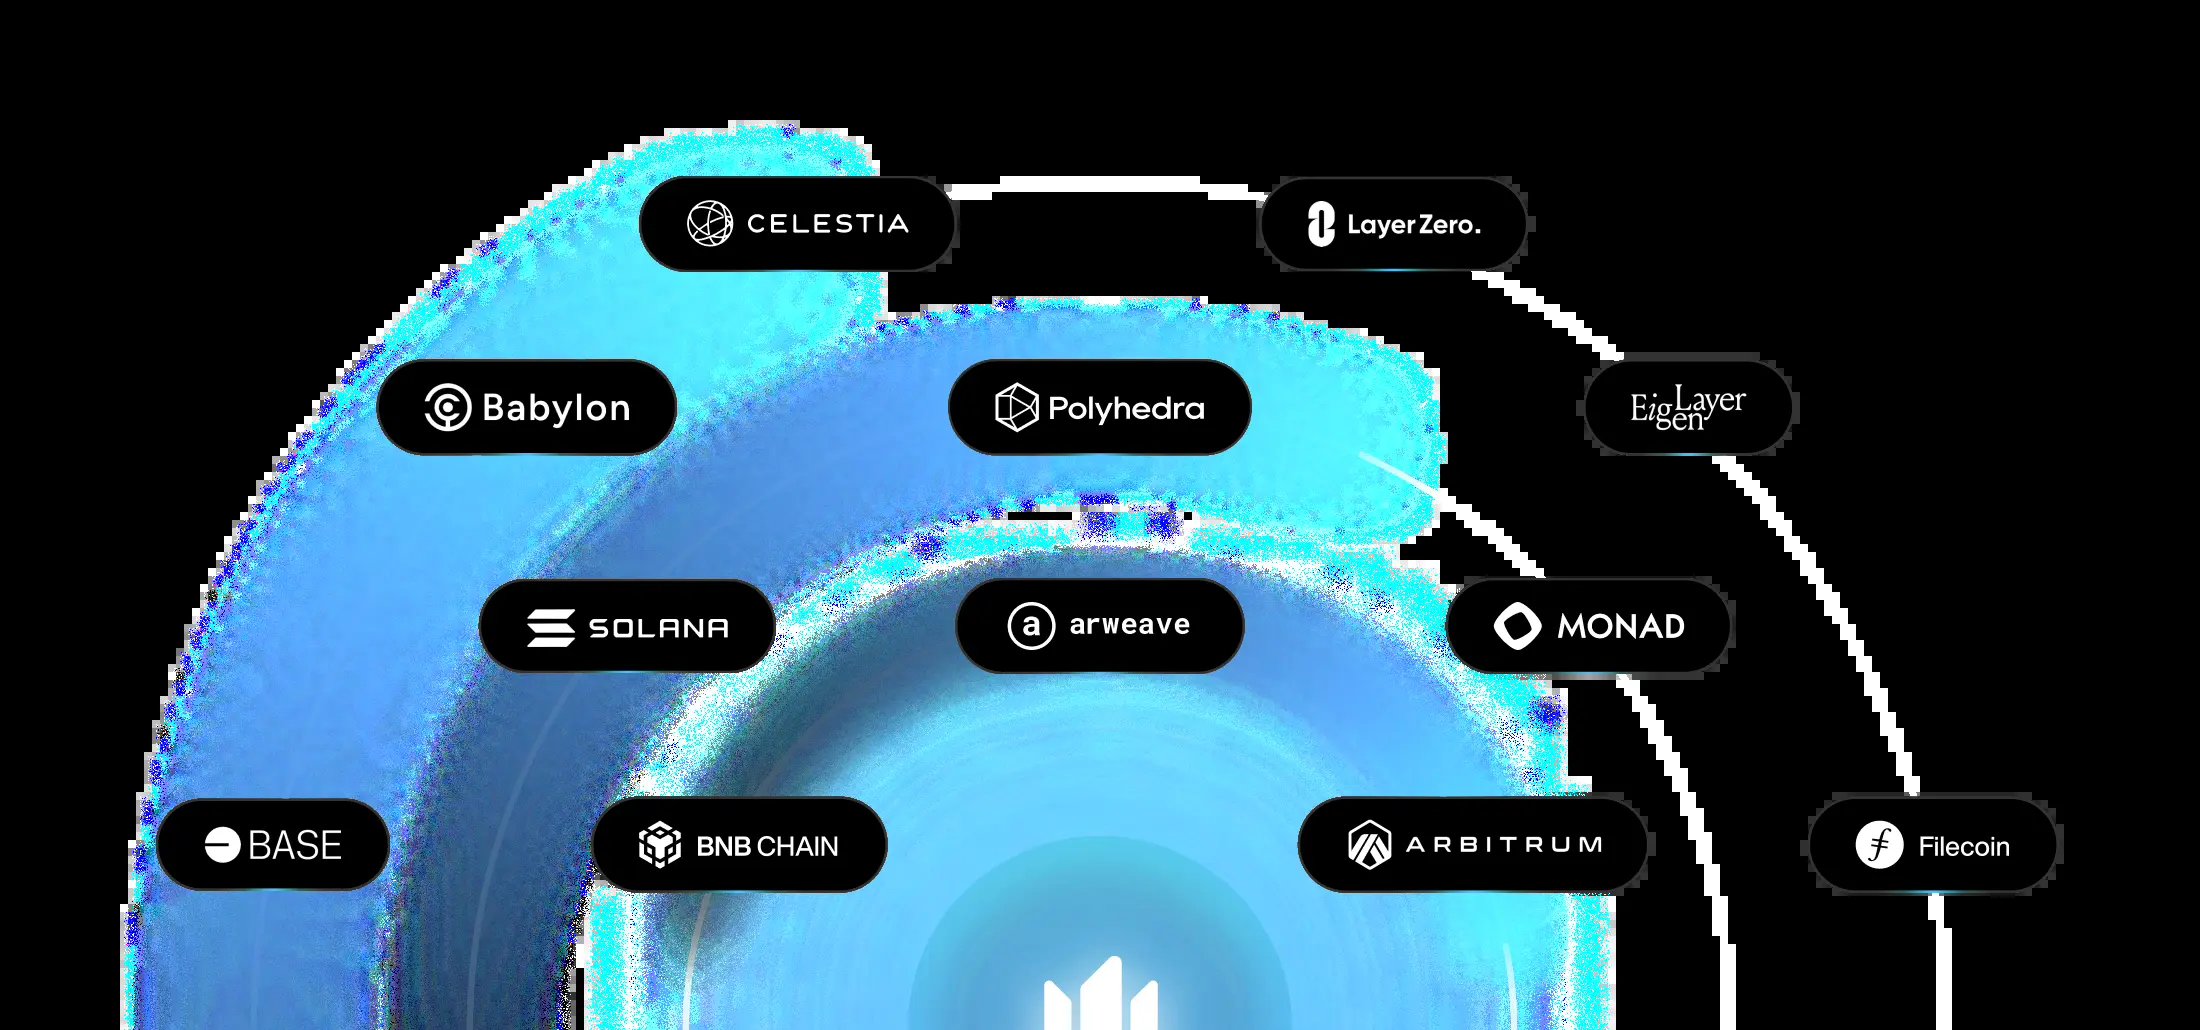 CELESTIA
LayerZero.
Babylon
Polyhedra
EigenLayer
SOLANA
arweave
MONAD
BASE
BNB CHAIN
ARBITRUM
Filecoin